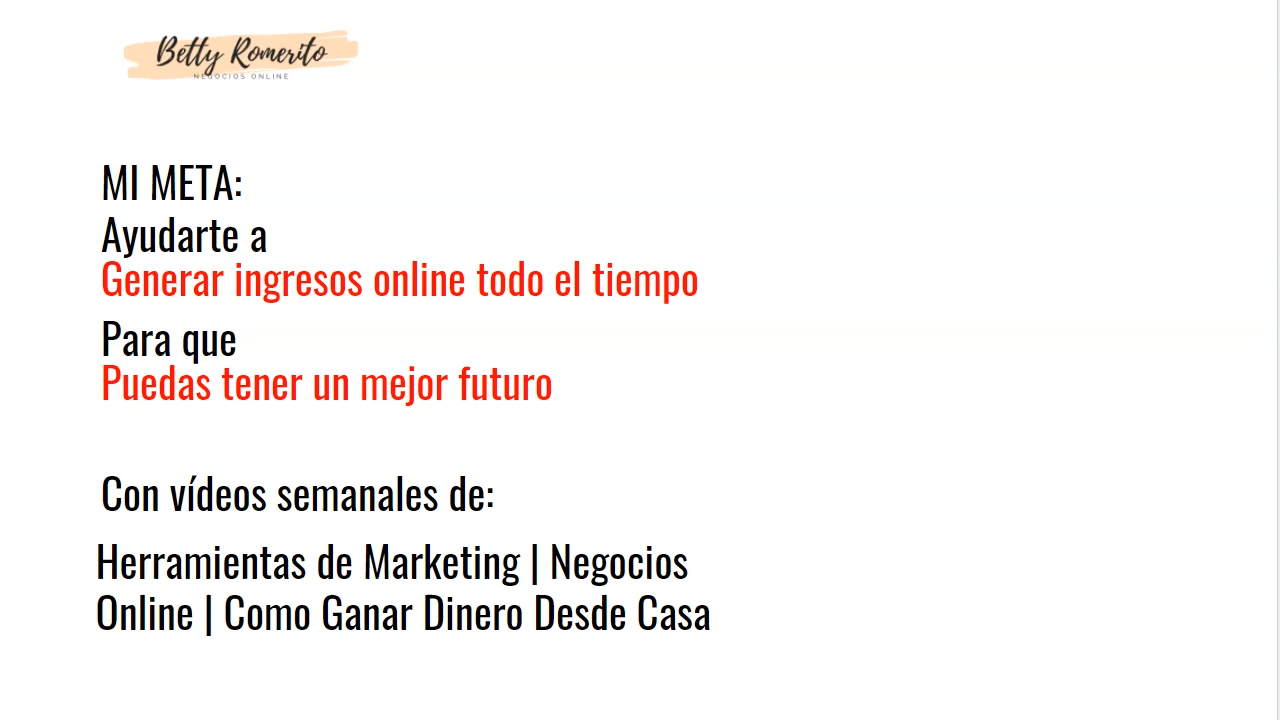 Betty Romerito
NEGOCIOS ONLINE
MI META:
Ayudarte a
Generar ingresos online todo el tiempo
Para que
Puedas tener un mejor futuro
Con vídeos semanales de:
Herramientas de Marketing | Negocios
Online | Como Ganar Dinero Desde Casa